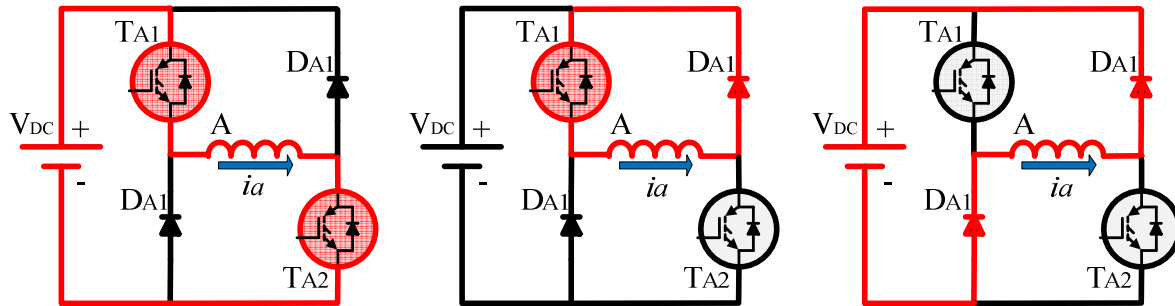 TA1
DA1
VDC
+
-
A
ia
DA1
TA2
TA1
DA1
VDC
+
-
A
ia
DA1
TA2
TA1
DA1
VDC
+
-
A
ia
DA1
TA2